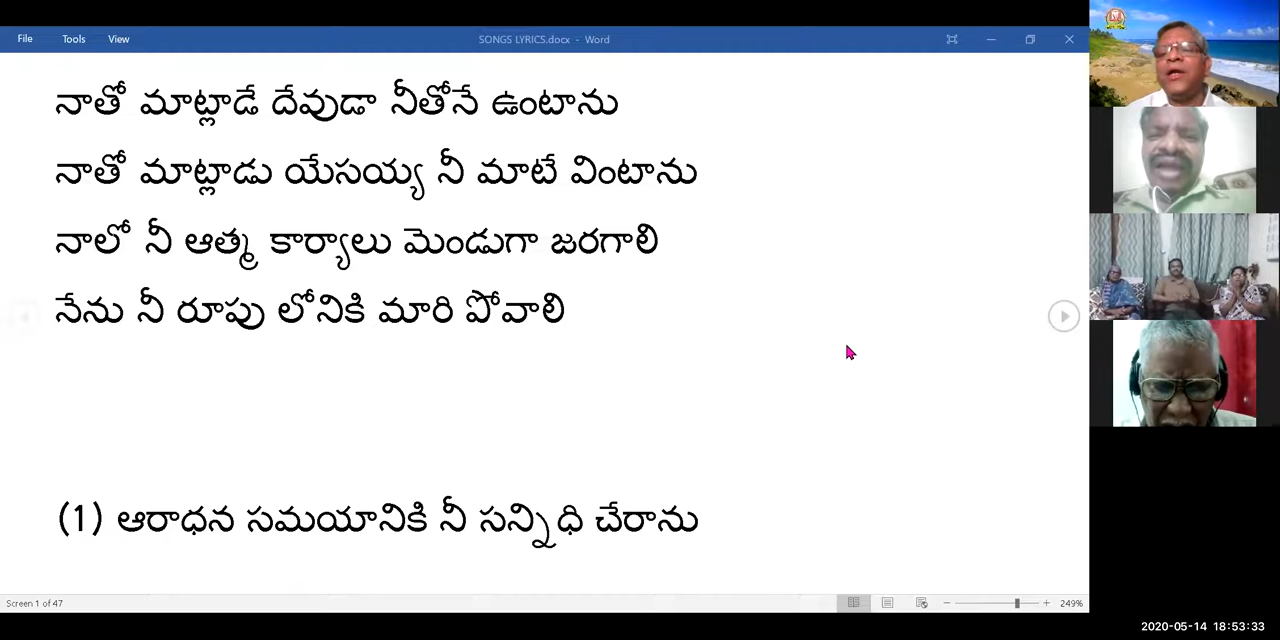 File Tools View SONGS LYRICS.docx - Word
నాతో మాట్లాడే దేవుడా నీతోనే ఉంటాను
నాతో మాట్లాడు యేసయ్య నీ మాటే వింటాను
నాలో నీ ఆత్మ కార్యాలు మెండుగా జరగాలి
నేను నీ రూపు లోనికి మారి పోవాలి
(1) ఆరాధన సమయానికి నీ సన్నిధి చేరాను
Screen 1 of 47 249%
2020-05-14 18:53:33